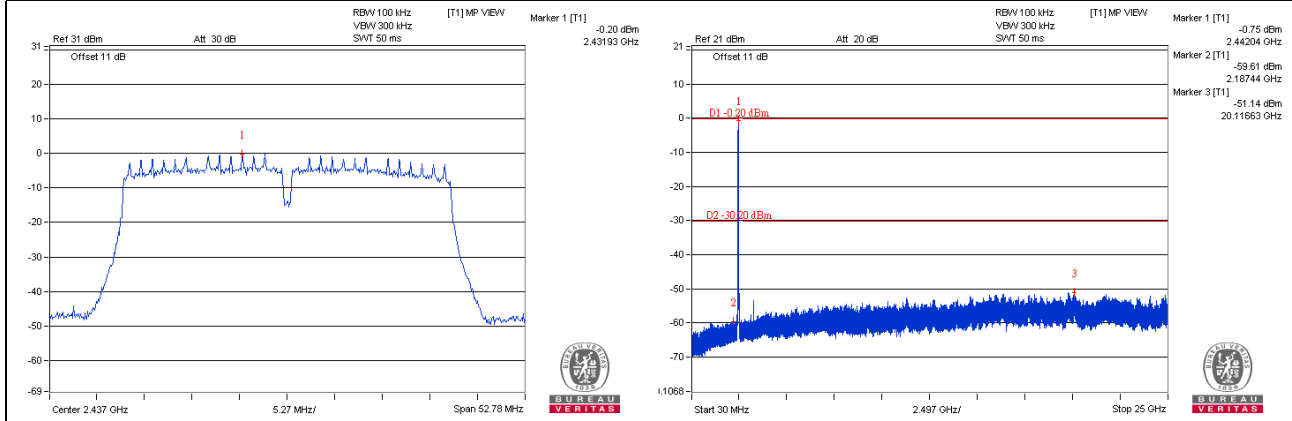 RBW 100 kHz [T1] MP VIEW
VBW 300 kHz
Ref 31 dBm Att 30 dB SWT 50 ms
Marker 1 [T1]
-0.20 dBm
2.43193 GHz
Offset 11 dB
31
20
10
0
-10
-20
-30
-40
-50
-60
-69
1
Center 2.437 GHz 5.27 MHz/ Span 52.78 MHz
BUREAU VERITAS
1828
BUREAU
VERITAS
RBW 100 kHz [T1] MP VIEW
VBW 300 kHz
Ref 21 dBm Att 20 dB SWT 50 ms
Marker 1 [T1]
-0.75 dBm
2.44204 GHz
Marker 2 [T1]
-59.61 dBm
2.18744 GHz
Marker 3 [T1]
-51.14 dBm
20.11663 GHz
Offset 11 dB
21
10
0
-10
-20
-30
-40
-50
-60
-70
1
D1 -0.20 dBm
D2 -30.20 dBm
2
3
Start 30 MHz 2.497 GHz/ Stop 25 GHz
BUREAU VERITAS
1828
BUREAU
VERITAS